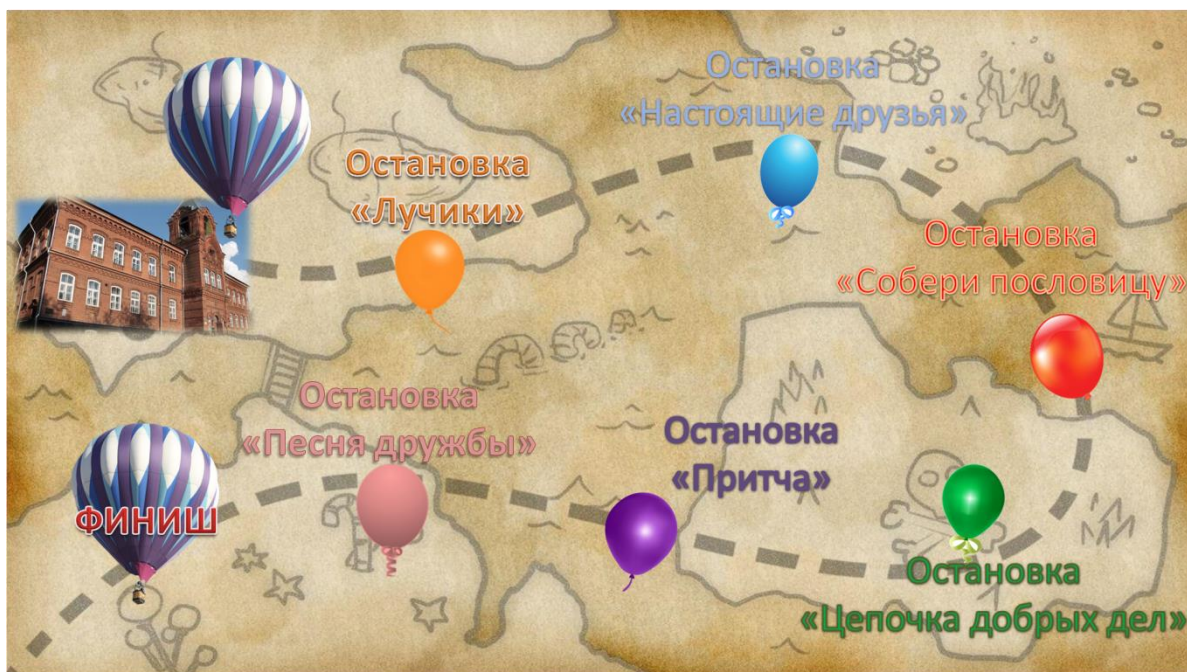 Остановка
«Лучики»
Остановка
«Настоящие друзья»
Остановка
«Собери пословицу»
Остановка
«Цепочка добрых дел»
Остановка
«Притча»
Остановка
«Песня дружбы»
ФИНИШ